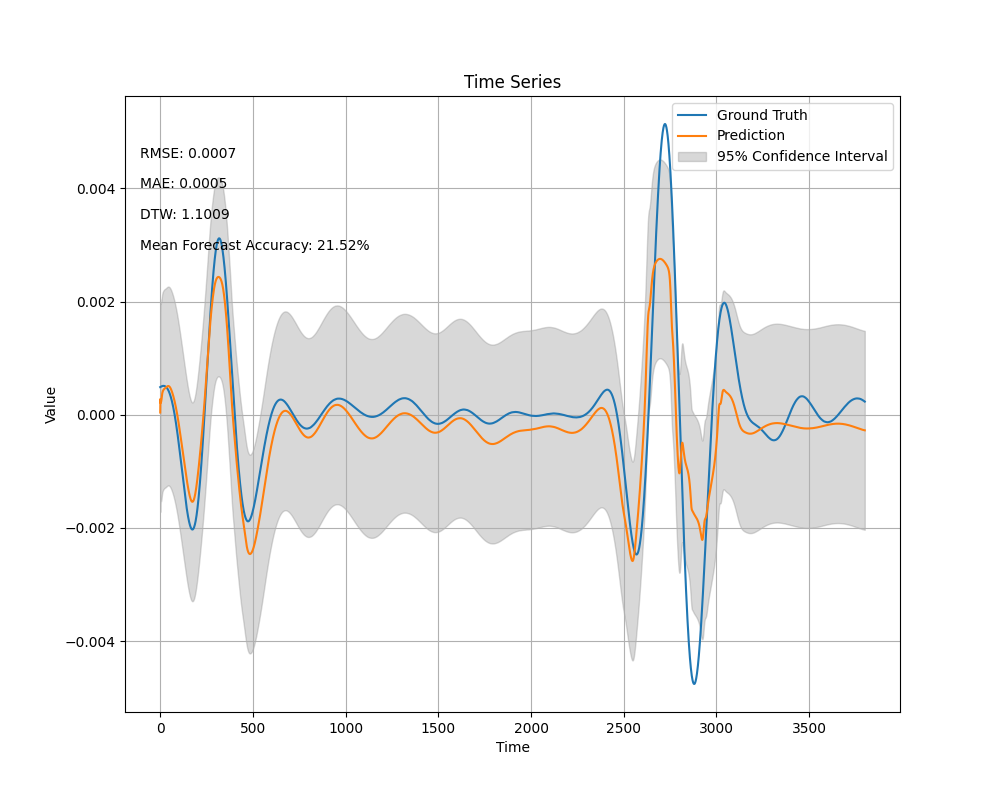 Time Series
Ground Truth
Prediction
95% Confidence Interval
RMSE: 0.0007
MAE: 0.0005
DTW: 1.1009
Mean Forecast Accuracy: 21.52%
Value
0.004
0.002
0.000
−0.002
−0.004
0 500 1000 1500 2000 2500 3000 3500
Time